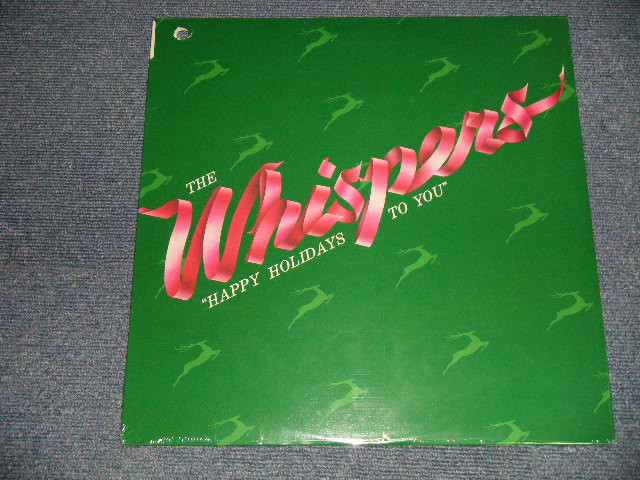 THE
Whispers
"HAPPY HOLIDAYS TO YOU"